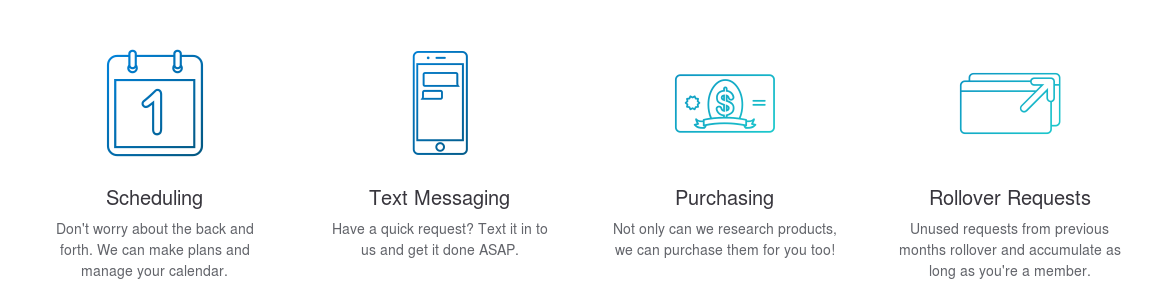 1
$
Scheduling
Don't worry about the back and
forth. We can make plans and
manage your calendar.
Text Messaging
Have a quick request? Text it in to
us and get it done ASAP.
Purchasing
Not only can we research products,
we can purchase them for you too!
Rollover Requests
Unused requests from previous
months rollover and accumulate as
long as you're a member.